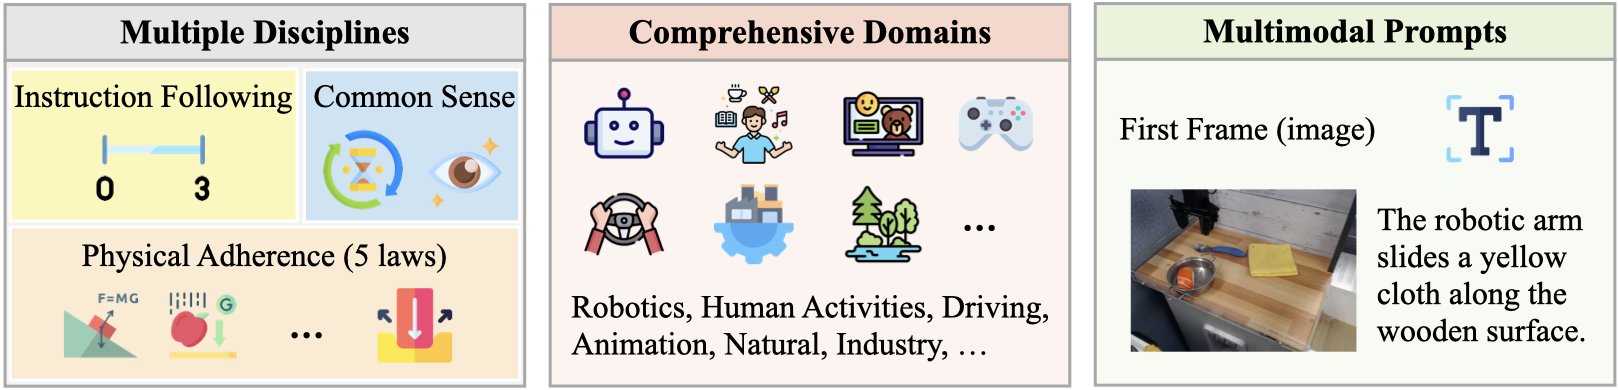 Multiple Disciplines
Instruction Following
0 3
Common Sense
Physical Adherence (5 laws)
F=MG
G
...
Comprehensive Domains
...
Robotics, Human Activities, Driving,
Animation, Natural, Industry, ...
Multimodal Prompts
First Frame (image)
T
The robotic arm
slides a yellow
cloth along the
wooden surface.